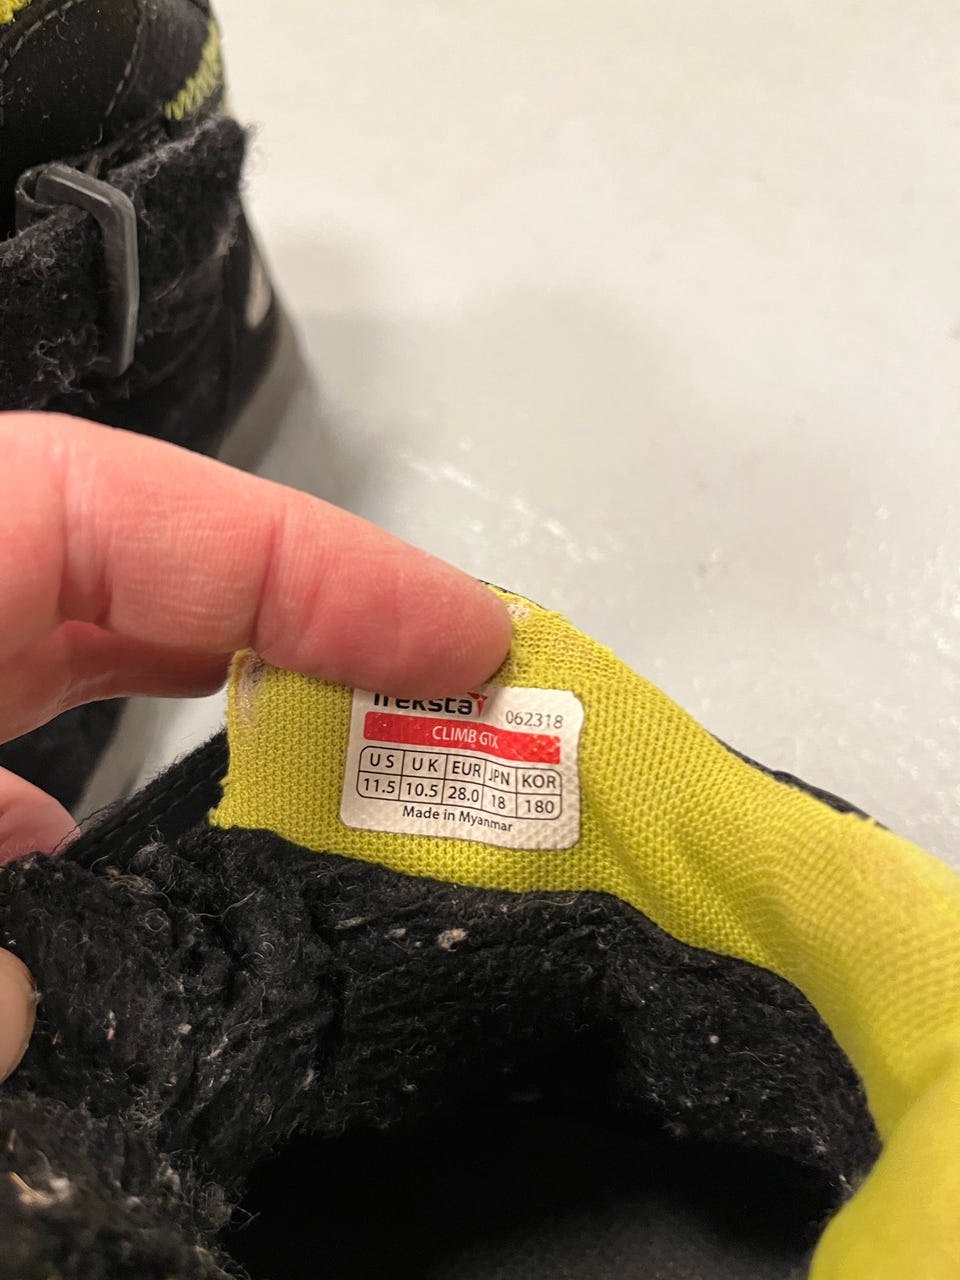 Treksta 062318
CLIMB GTX
US UK EUR JPN KOR
11.5 10.5 28.0 18 180
Made in Myanmar